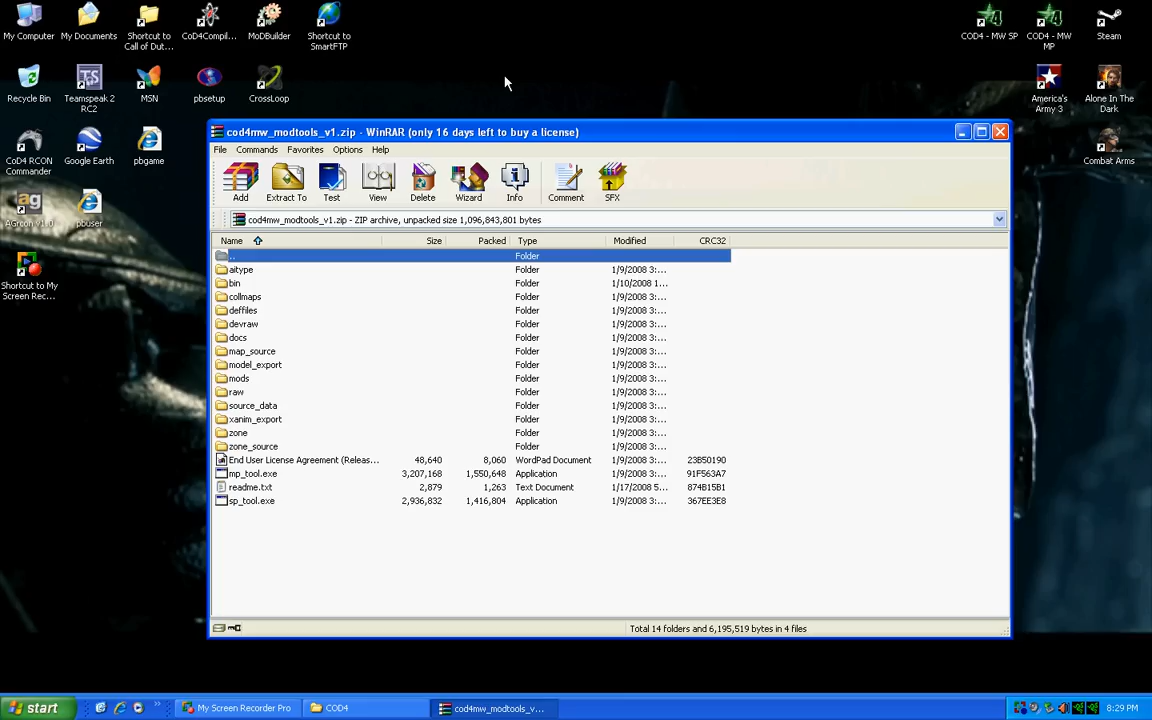 My Computer
My Documents
Shortcut to Call of Dut...
CoD4Compil...
MoDBuilder
Shortcut to SmartFTP
COD4 - MW SP
COD4 - MW MP
Steam
Recycle Bin
Teamspeak 2 RC2
MSN
pbsetup
CrossLoop
America's Army 3
Alone In The Dark
CoD4 RCON Commander
Google Earth
pbgame
Combat Arms
AGrcon v1.0
pbuser
Shortcut to My Screen Rec...
cod4mw_modtools_v1.zip - WinRAR (only 16 days left to buy a license)
File Commands Favorites Options Help
Add Extract To Test View Delete Wizard Info Comment SFX
cod4mw_modtools_v1.zip - ZIP archive, unpacked size 1,096,843,801 bytes
Name Size Packed Type Modified CRC32
.. Folder
aitype Folder 1/9/2008 3:...
bin Folder 1/10/2008 1...
collmaps Folder 1/9/2008 3:...
deffiles Folder 1/9/2008 3:...
devraw Folder 1/9/2008 3:...
docs Folder 1/9/2008 3:...
map_source Folder 1/9/2008 3:...
model_export Folder 1/9/2008 3:...
mods Folder 1/9/2008 3:...
raw Folder 1/9/2008 3:...
source_data Folder 1/9/2008 3:...
xanim_export Folder 1/9/2008 3:...
zone Folder 1/9/2008 3:...
zone_source Folder 1/9/2008 3:...
End User License Agreement (Releas... 48,640 8,060 WordPad Document 1/9/2008 3:... 23B50190
mp_tool.exe 3,207,168 1,550,648 Application 1/9/2008 3:... 91F563A7
readme.txt 2,879 1,263 Text Document 1/17/2008 5... 874B15B1
sp_tool.exe 2,936,832 1,416,804 Application 1/9/2008 3:... 367EE3E8
Total 14 folders and 6,195,519 bytes in 4 files
start
My Screen Recorder Pro
COD4
cod4mw_modtools_v...
8:29 PM